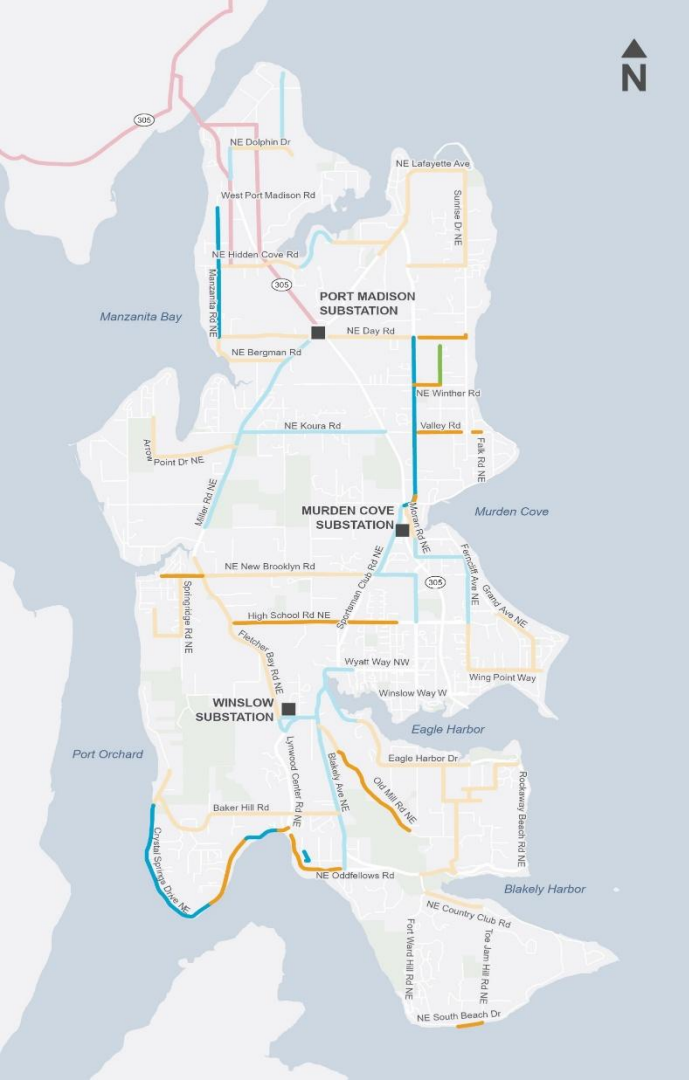 N
305
NE Dolphin Dr
NE Lafayette Ave
West Port Madison Rd
Sunrise Dr NE
NE Hidden Cove Rd
305
Manzanita Rd NE
PORT MADISON
SUBSTATION
Manzanita Bay
NE Day Rd
NE Bergman Rd
NE Winther Rd
NE Koura Rd
Valley Rd
Arrow
Point Dr NE
Falk Rd NE
Miller Rd NE
MURDEN COVE
SUBSTATION
Moran Rd NE
Murden Cove
NE New Brooklyn Rd
Sportsman Club Rd NE
305
Ferncliff Ave NE
Grand Ave NE
Springridge Rd NE
High School Rd NE
Fletcher Bay Rd NE
Wyatt Way NW
Wing Point Way
Winslow Way W
WINSLOW
SUBSTATION
Eagle Harbor
Port Orchard
Lynwood Center Rd NE
Blakely Ave NE
Eagle Harbor Dr
Old Mill Rd NE
Rockaway Beach Rd NE
Baker Hill Rd
Crystal Springs Drive NE
NE Oddfellows Rd
Blakely Harbor
NE Country Club Rd
Fort Ward Hill Rd NE
Toe Jam Hill Rd NE
NE South Beach Dr